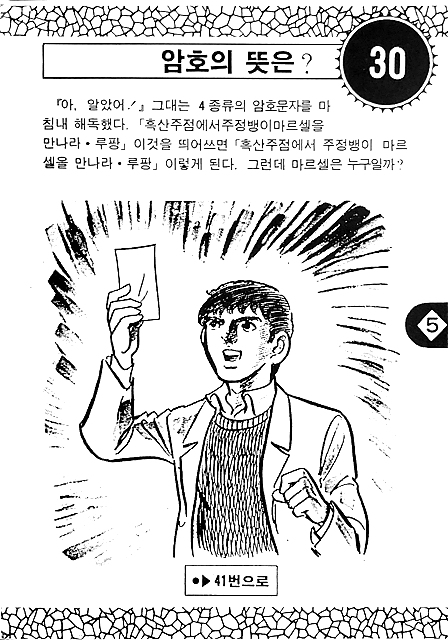 암호의 뜻은?
30
『아, 알았어!』 그대는 4종류의 암호문자를 마
침내 해독했다. 「흑산주점에서주정뱅이마르셀을
만나라•루팡」 이것을 띄어쓰면 「흑산주점에서 주정뱅이 마르
셀을 만나라•루팡」 이렇게 된다. 그런데 마르셀은 누구일까?
5
●▶ 41번으로